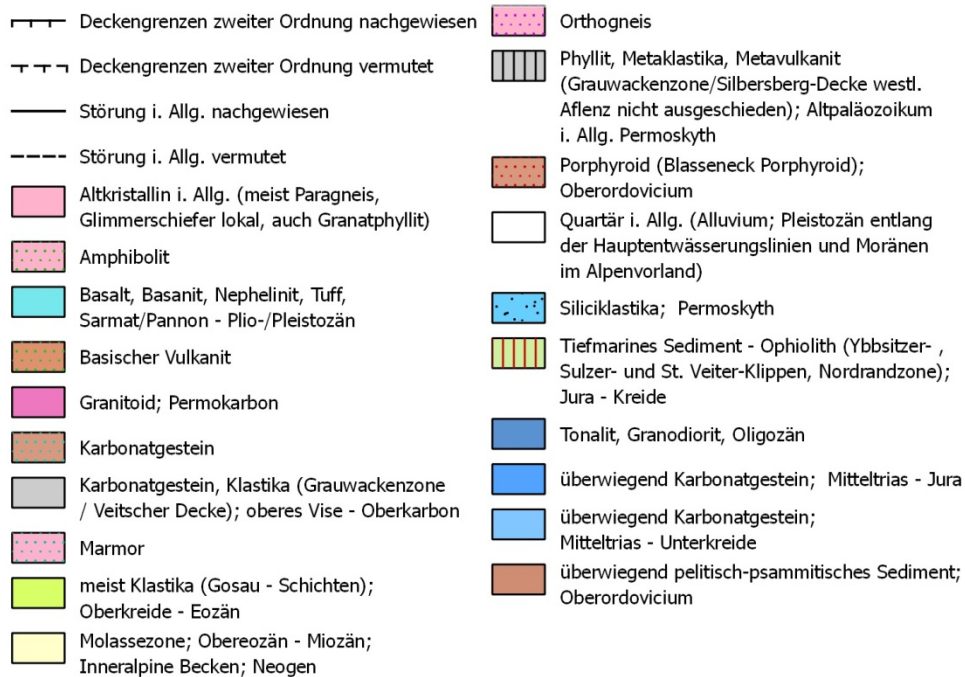 Deckengrenzen zweiter Ordnung nachgewiesen
Deckengrenzen zweiter Ordnung vermutet
Störung i. Allg. nachgewiesen
Störung i. Allg. vermutet
Altkristallin i. Allg. (meist Paragneis,
Glimmerschiefer lokal, auch Granatphyllit)
Amphibolit
Basalt, Basanit, Nephelinit, Tuff,
Sarmat/Pannon - Plio-/Pleistozän
Basischer Vulkanit
Granitoid; Permokarbon
Karbonatgestein
Karbonatgestein, Klastika (Grauwackenzone
/ Veitscher Decke); oberes Vise - Oberkarbon
Marmor
meist Klastika (Gosau - Schichten);
Oberkreide - Eozän
Molassezone; Obereozän - Miozän;
Inneralpine Becken; Neogen
Orthogneis
Phyllit, Metaklastika, Metavulkanit
(Grauwackenzone/Silbersberg-Decke westl.
Aflenz nicht ausgeschieden); Altpaläozoikum
i. Allg. Permoskyth
Porphyroid (Blasseneck Porphyroid);
Oberordovicium
Quartär i. Allg. (Alluvium; Pleistozän entlang
der Hauptentwässerungslinien und Moränen
im Alpenvorland)
Siliciklastika; Permoskyth
Tiefmarines Sediment - Ophiolith (Ybbsitzer- ,
Sulzer- und St. Veiter-Klippen, Nordrandzone);
Jura - Kreide
Tonalit, Granodiorit, Oligozän
überwiegend Karbonatgestein; Mitteltrias - Jura
überwiegend Karbonatgestein;
Mitteltrias - Unterkreide
überwiegend pelitisch-psammitisches Sediment;
Oberordovicium